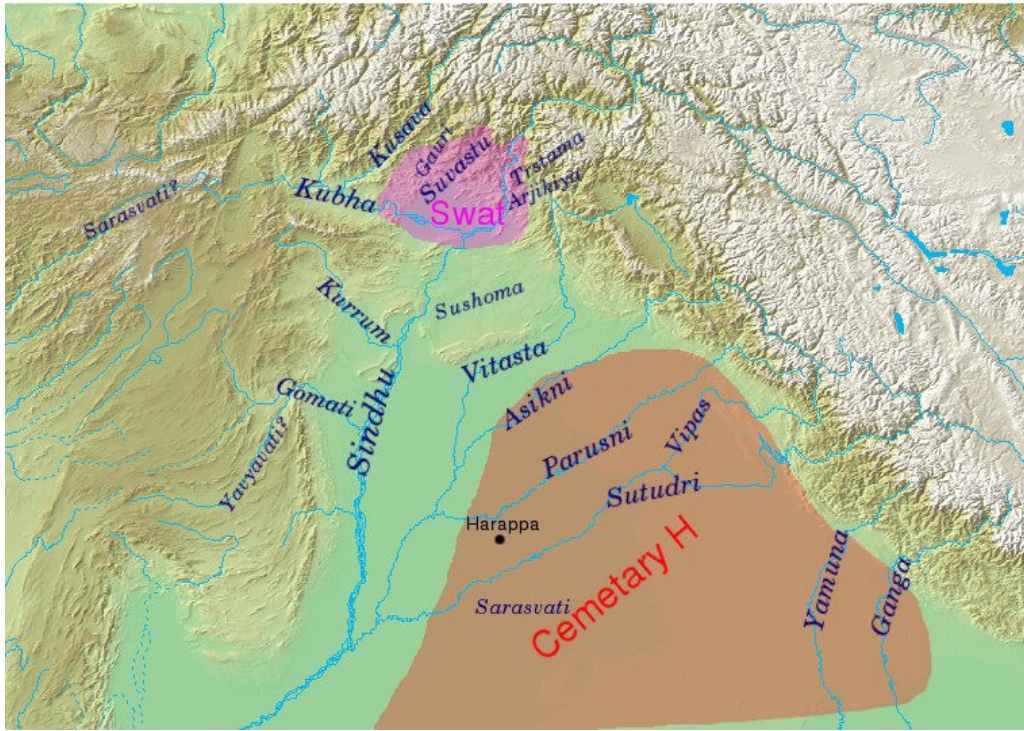 Kusava
Gauri
Suvastu
Trstama
Arjikiya
Kubha
Swat
Sarasvati?
Kurrum
Sushoma
Vitasta
Gomati
Sindhu
Asikni
Vipas
Parusni
Yavyavati?
Sutudri
Harappa
Cemetary H
Sarasvati
Yamuna
Ganga